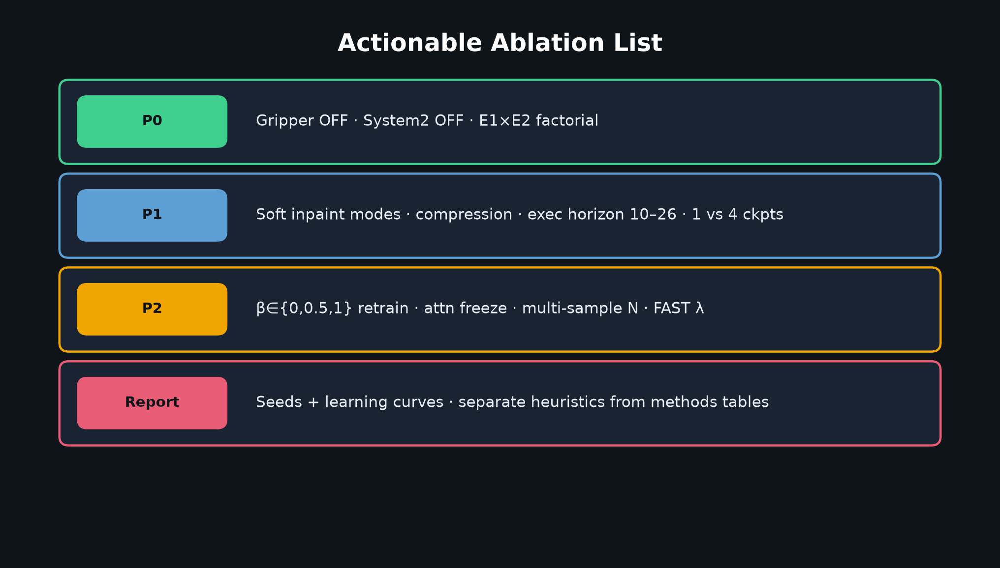 Actionable Ablation List
P0
Gripper OFF · System2 OFF · E1×E2 factorial
P1
Soft inpaint modes · compression · exec horizon 10–26 · 1 vs 4 ckpts
P2
β∈{0,0.5,1} retrain · attn freeze · multi-sample N · FAST λ
Report
Seeds + learning curves · separate heuristics from methods tables